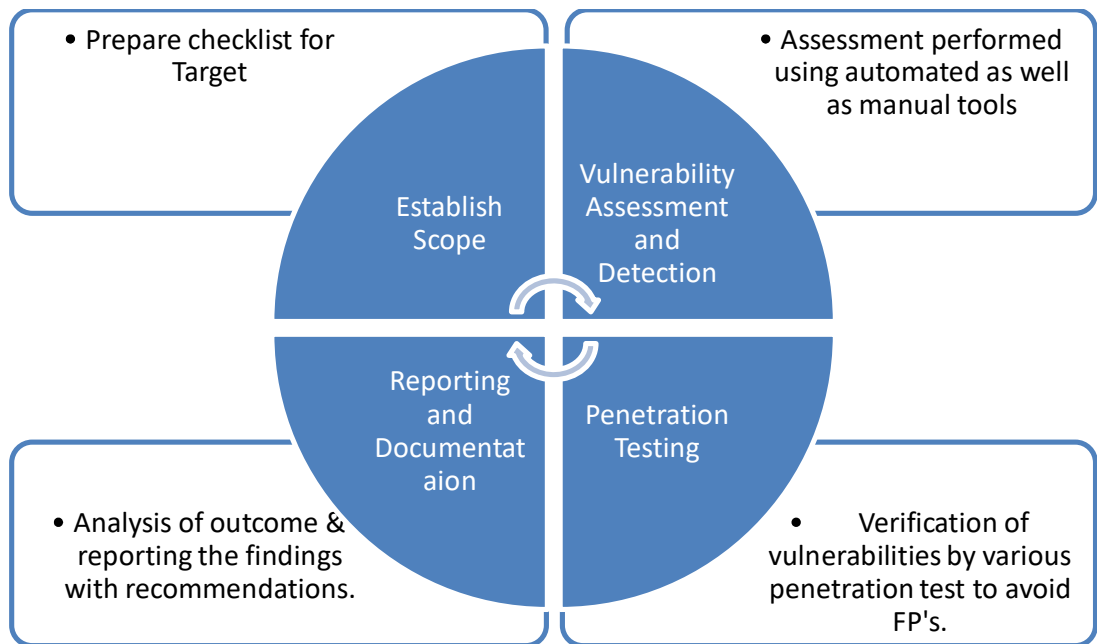 • Prepare checklist for
Target
• Assessment performed
using automated as well
as manual tools
Establish
Scope
Vulnerability
Assessment
and
Detection
Reporting
and
Documentat
aion
Penetration
Testing
• Analysis of outcome &
reporting the findings
with recommendations.
• Verification of
vulnerabilities by various
penetration test to avoid
FP's.